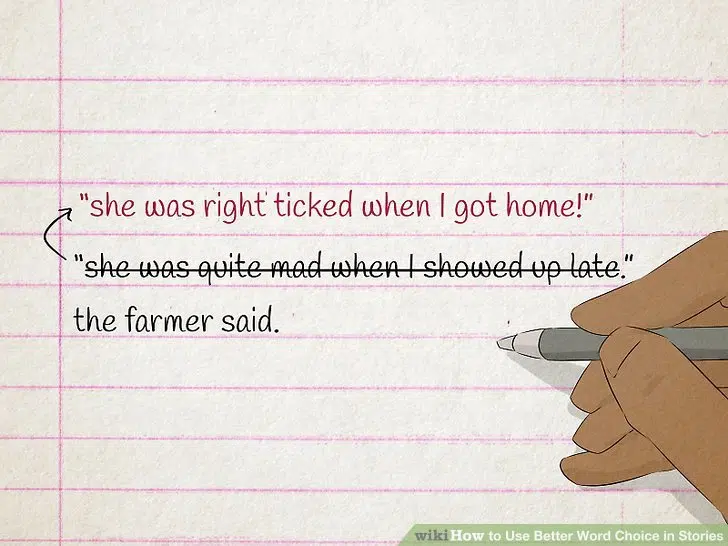 "she was right ticked when I got home!"
"she was quite mad when I showed up late."
the farmer said.
wikiHow to Use Better Word Choice in Stories